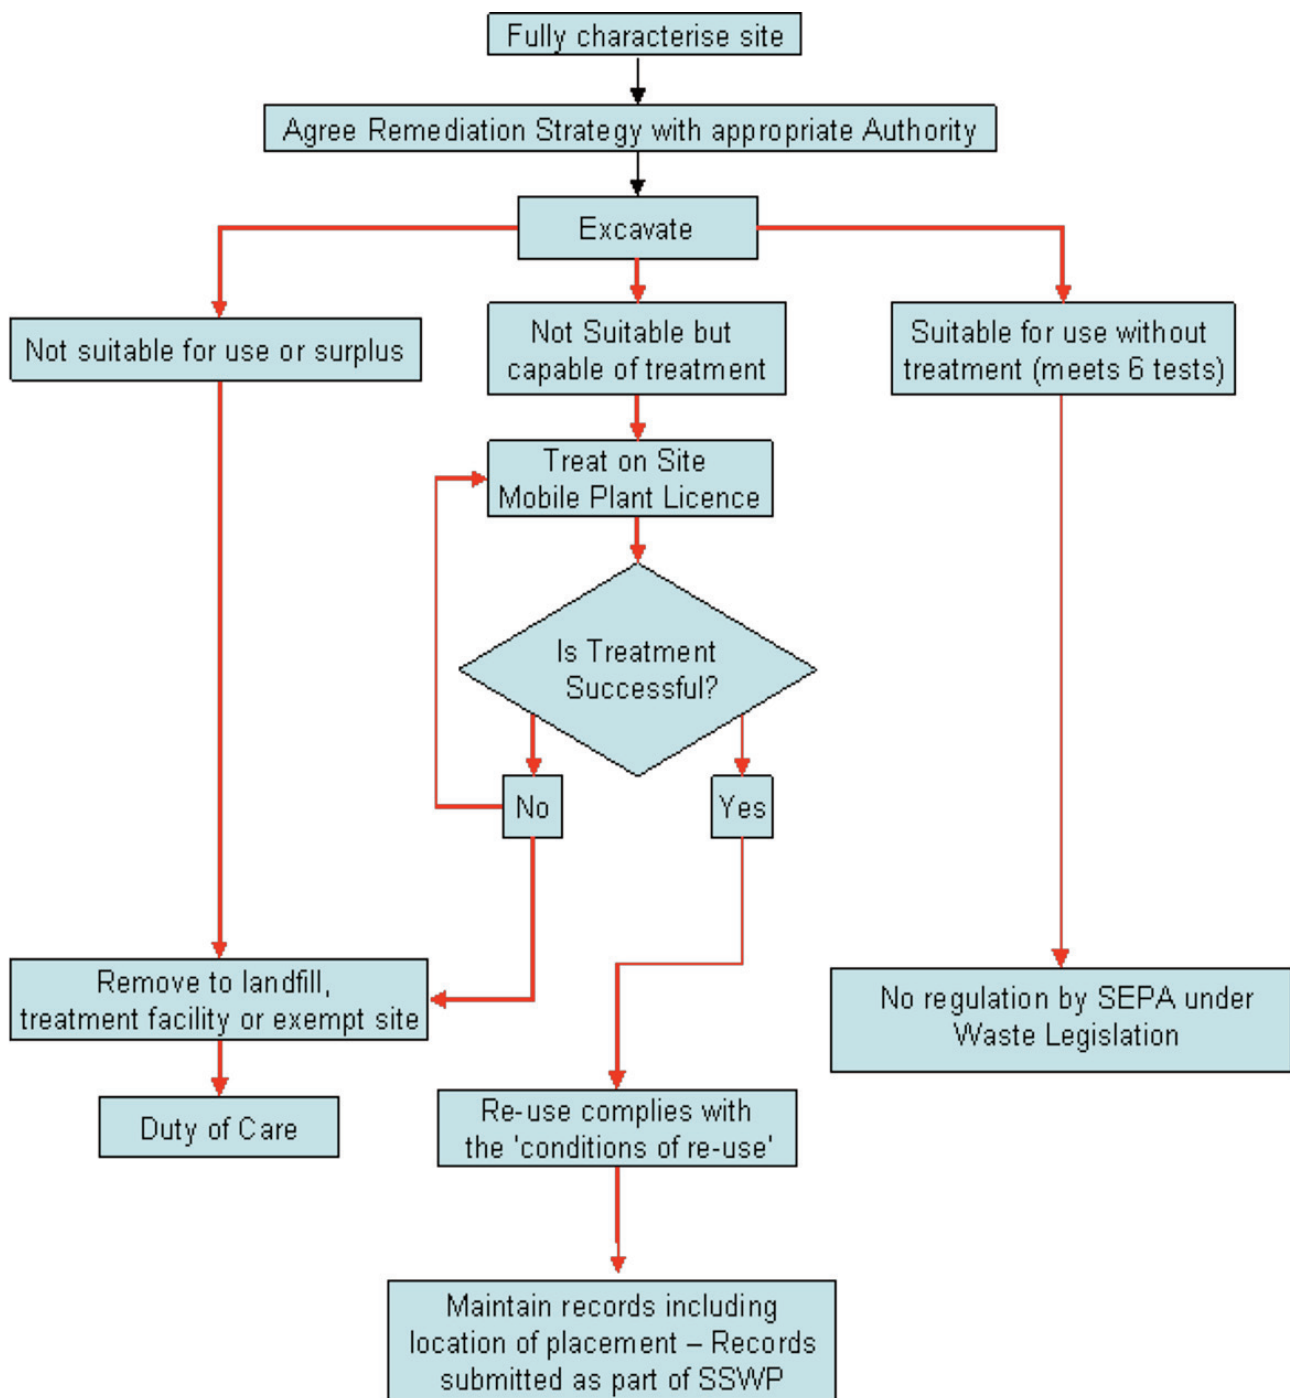 Fully characterise site
Agree Remediation Strategy with appropriate Authority
Excavate
Not suitable for use or surplus
Not Suitable but
capable of treatment
Suitable for use without
treatment (meets 6 tests)
Treat on Site
Mobile Plant Licence
Is Treatment
Successful?
No
Yes
Remove to landfill,
treatment facility or exempt site
No regulation by SEPA under
Waste Legislation
Duty of Care
Re-use complies with
the 'conditions of re-use'
Maintain records including
location of placement – Records
submitted as part of SSWP